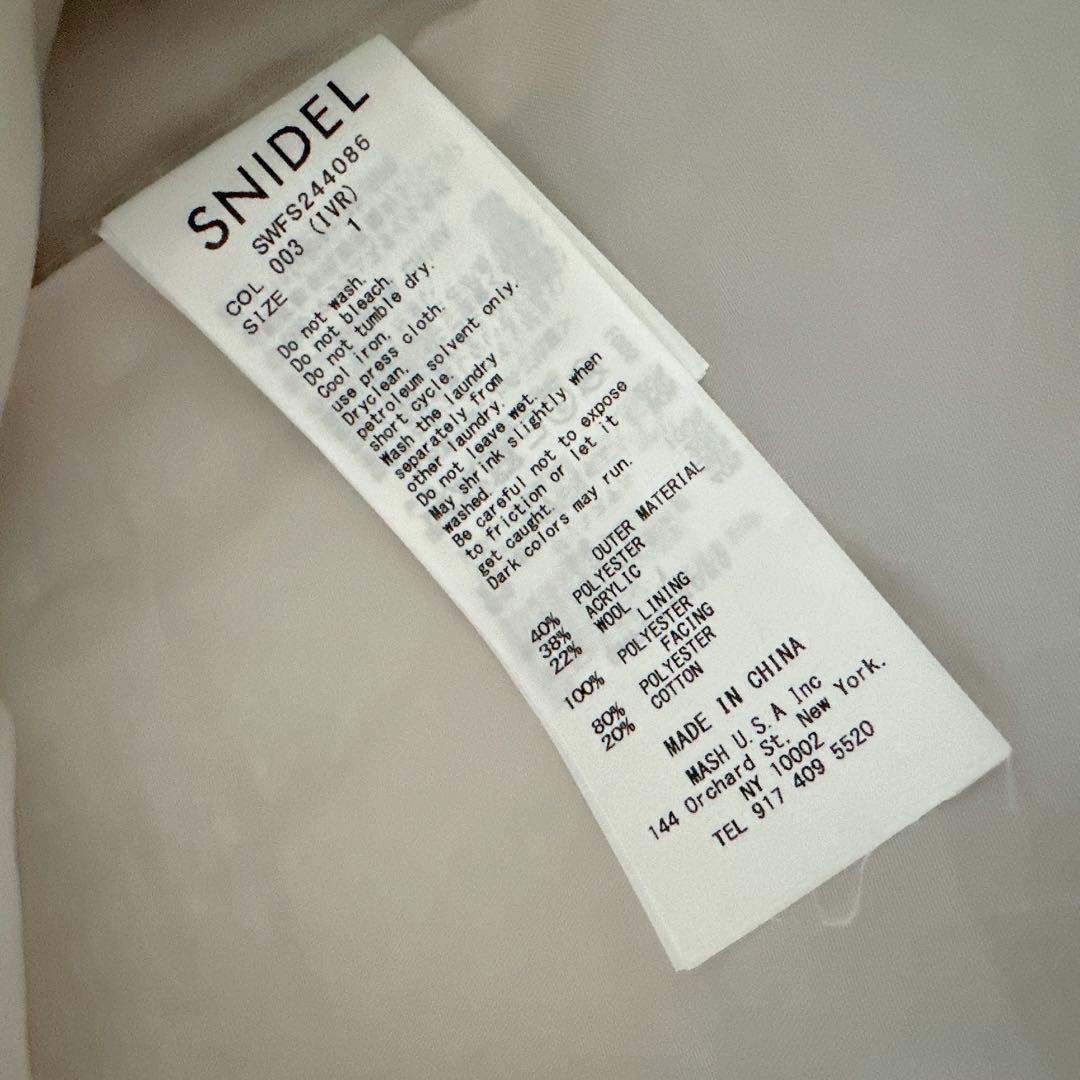 SNIDEL
SWFS244086
COL 003 (IVR)
SIZE 1
Do not wash.
Do not bleach.
Do not tumble dry.
Cool iron,
use press cloth.
Dryclean.
petroleum solvent only.
short cycle.
Wash the laundry
separately from
other laundry.
Do not leave wet.
May shrink slightly when
washed.
Be careful not to expose
to friction or let it
get caught.
Dark colors may run.
OUTER MATERIAL
40% POLYESTER
38% ACRYLIC
22% WOOL
LINING
100% POLYESTER
FACING
80% POLYESTER
20% COTTON
MADE IN CHINA
MASH U.S.A Inc
144 Orchard St, New York.
NY 10002
TEL 917 409 5520